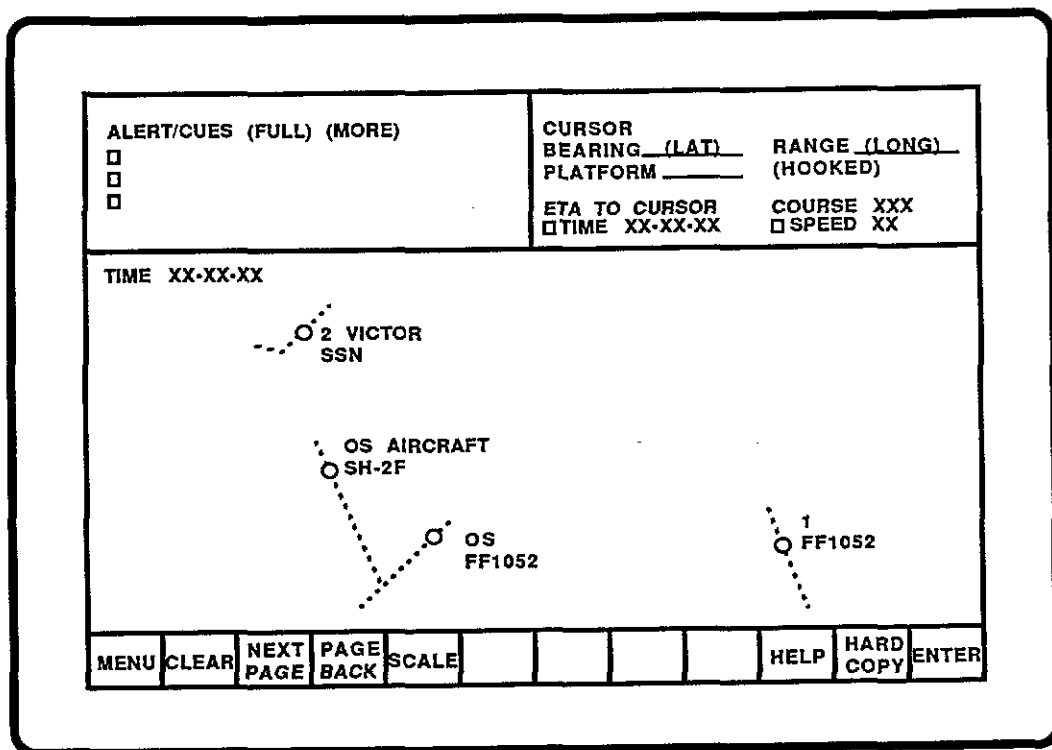 ALERT/CUES (FULL) (MORE)
CURSOR
BEARING (LAT) RANGE (LONG)
PLATFORM (HOOKED)
ETA TO CURSOR COURSE XXX
TIME XX-XX-XX SPEED XX
TIME XX-XX-XX
2 VICTOR
SSN
OS AIRCRAFT
SH-2F
OS
FF1052
1
FF1052
MENU
CLEAR
NEXT
PAGE
PAGE
BACK
SCALE
HELP
HARD
COPY
ENTER